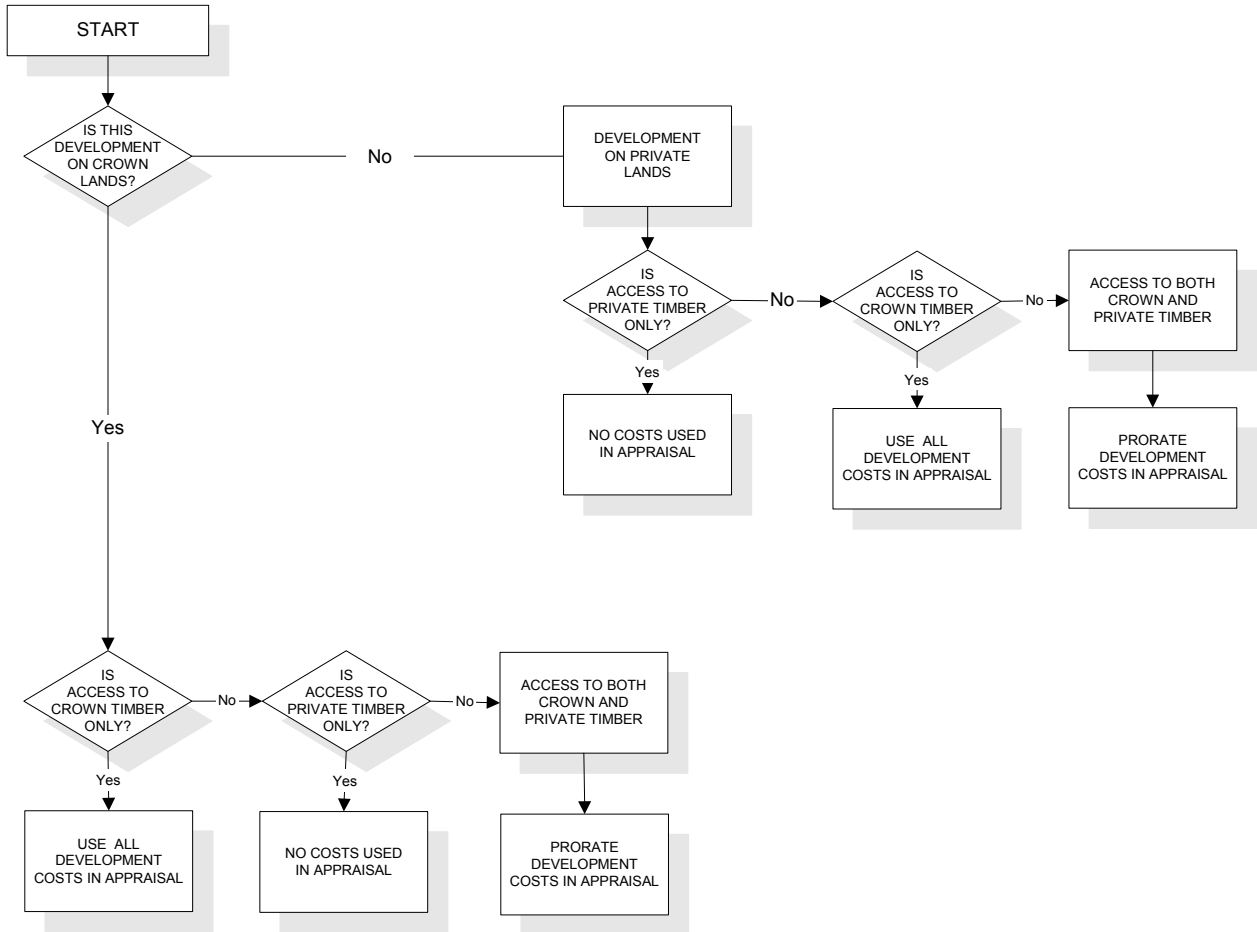 START
IS THIS
DEVELOPMENT
ON CROWN
LANDS?
No
DEVELOPMENT
ON PRIVATE
LANDS
IS
ACCESS TO
PRIVATE TIMBER
ONLY?
No
IS
ACCESS TO
CROWN TIMBER
ONLY?
No
ACCESS TO BOTH
CROWN AND
PRIVATE TIMBER
Yes
NO COSTS USED
IN APPRAISAL
Yes
USE ALL
DEVELOPMENT
COSTS IN APPRAISAL
PRORATE
DEVELOPMENT
COSTS IN APPRAISAL
Yes
IS
ACCESS TO
CROWN TIMBER
ONLY?
No
IS
ACCESS TO
PRIVATE TIMBER
ONLY?
No
ACCESS TO BOTH
CROWN AND
PRIVATE TIMBER
Yes
USE ALL
DEVELOPMENT
COSTS IN APPRAISAL
Yes
NO COSTS USED
IN APPRAISAL
PRORATE
DEVELOPMENT
COSTS IN APPRAISAL